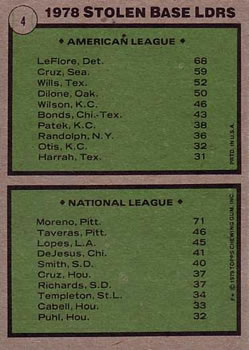 4
1978 STOLEN BASE LDRS
AMERICAN LEAGUE
LeFlore, Det. 68
Cruz, Sea. 59
Wills, Tex. 52
Dilone, Oak. 50
Wilson, K.C. 46
Bonds, Chi.-Tex. 43
Patek, K.C. 38
Randolph, N.Y. 36
Otis, K.C. 32
Harrah, Tex. 31
PRTD. IN U.S.A.
NATIONAL LEAGUE
Moreno, Pitt. 71
Taveras, Pitt. 46
Lopes, L.A. 45
DeJesus, Chi. 41
Smith, S.D. 40
Cruz, Hou. 37
Richards, S.D. 37
Templeton, St.L. 34
Cabell, Hou. 33
Puhl, Hou. 32
© 1979 TOPPS CHEWING GUM, INC.